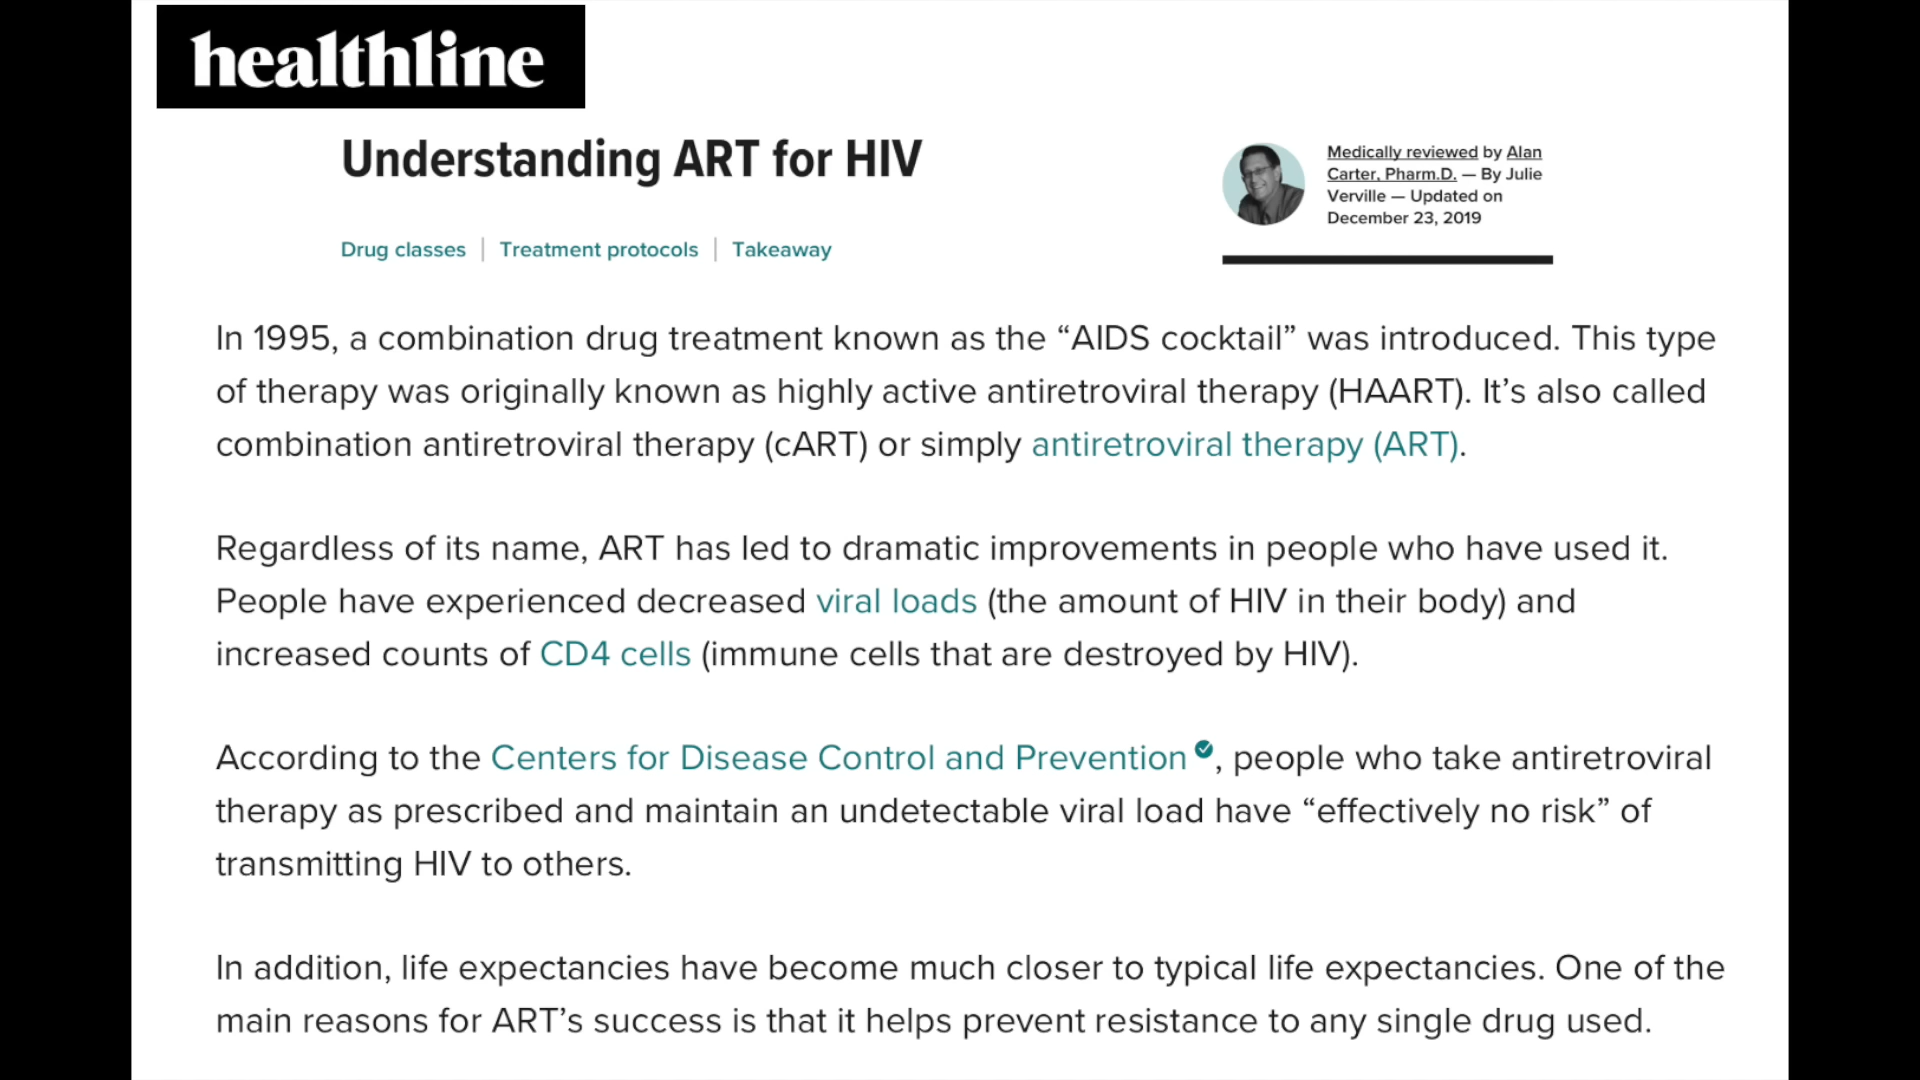 healthline
Understanding ART for HIV
Medically reviewed by Alan
Carter, Pharm.D. — By Julie
Verville — Updated on
December 23, 2019
Drug classes | Treatment protocols | Takeaway
In 1995, a combination drug treatment known as the “AIDS cocktail” was introduced. This type
of therapy was originally known as highly active antiretroviral therapy (HAART). It’s also called
combination antiretroviral therapy (cART) or simply antiretroviral therapy (ART).
Regardless of its name, ART has led to dramatic improvements in people who have used it.
People have experienced decreased viral loads (the amount of HIV in their body) and
increased counts of CD4 cells (immune cells that are destroyed by HIV).
According to the Centers for Disease Control and Prevention, people who take antiretroviral
therapy as prescribed and maintain an undetectable viral load have “effectively no risk” of
transmitting HIV to others.
In addition, life expectancies have become much closer to typical life expectancies. One of the
main reasons for ART’s success is that it helps prevent resistance to any single drug used.